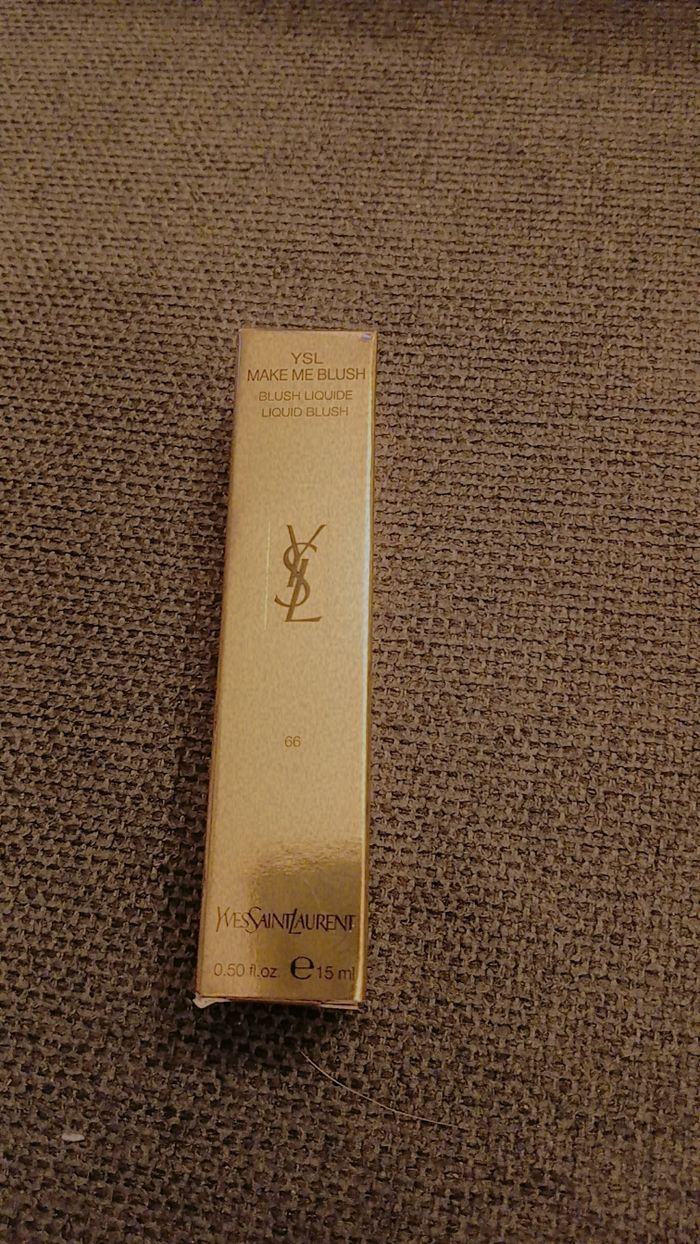 YSL
MAKE ME BLUSH
BLUSH LIQUIDE
LIQUID BLUSH
YSL
66
YVESSAINTLAURENT
0.50 fl.oz ℮ 15 ml